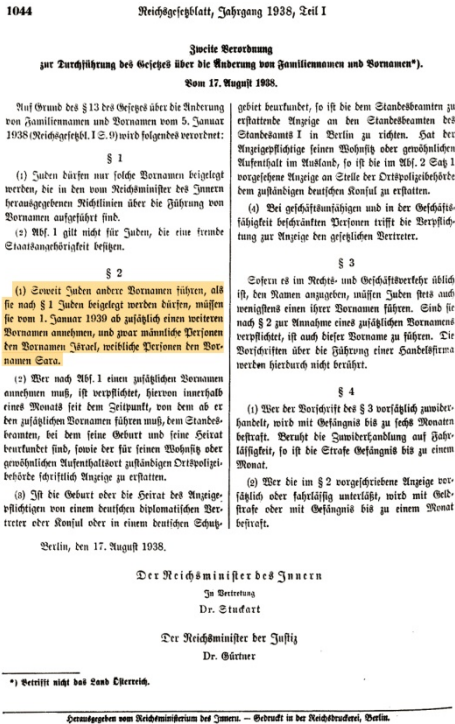 1044
Reichsgesetzblatt, Jahrgang 1938, Teil I
Zweite Verordnung
zur Durchführung des Gesetzes über die Änderung von Familiennamen und Vornamen*).
Vom 17. August 1938.
Auf Grund des § 13 des Gesetzes über die Änderung
von Familiennamen und Vornamen vom 5. Januar
1938 (Reichsgesetzbl. I S. 9) wird folgendes verordnet:
§ 1
(1) Juden dürfen nur solche Vornamen beigelegt
werden, die in den vom Reichsminister des Innern
herausgegebenen Richtlinien über die Führung von
Vornamen aufgeführt sind.
(2) Abs. 1 gilt nicht für Juden, die eine fremde
Staatsangehörigkeit besitzen.
§ 2
(1) Soweit Juden andere Vornamen führen, als
sie nach § 1 Juden beigelegt werden dürfen, müssen
sie vom 1. Januar 1939 ab zusätzlich einen weiteren
Vornamen annehmen, und zwar männliche Personen
den Vornamen Israel, weibliche Personen den Vor-
namen Sara.
(2) Wer nach Abs. 1 einen zusätzlichen Vornamen
annehmen muß, ist verpflichtet, hiervon innerhalb
eines Monats seit dem Zeitpunkt, von dem ab er
den zusätzlichen Vornamen führen muß, dem Standes-
beamten, bei dem seine Geburt und seine Heirat
beurkundet sind, sowie der für seinen Wohnsitz oder
gewöhnlichen Aufenthaltsort zuständigen Ortspolizei-
behörde schriftlich Anzeige zu erstatten.
(3) Ist die Geburt oder die Heirat des Anzeige-
pflichtigen von einem deutschen diplomatischen Ver-
treter oder Konsul oder in einem deutschen Schutz-
gebiet beurkundet, so ist die dem Standesbeamten zu
erstattende Anzeige an den Standesbeamten des
Standesamts I in Berlin zu richten. Hat der
Anzeigepflichtige seinen Wohnsitz oder gewöhnlichen
Aufenthalt im Ausland, so ist die im Abs. 2 Satz 1
vorgesehene Anzeige an Stelle der Ortspolizeibehörde
dem zuständigen deutschen Konsul zu erstatten.
(4) Bei geschäftsunfähigen und in der Geschäfts-
fähigkeit beschränkten Personen trifft die Verpflich-
tung zur Anzeige den gesetzlichen Vertreter.
§ 3
Sofern es im Rechts- und Geschäftsverkehr üblich
ist, den Namen anzugeben, müssen Juden stets auch
wenigstens einen ihrer Vornamen führen. Sind sie
nach § 2 zur Annahme eines zusätzlichen Vornamens
verpflichtet, ist auch dieser Vorname zu führen. Die
Vorschriften über die Führung einer Handelsfirma
werden hierdurch nicht berührt.
§ 4
(1) Wer der Vorschrift des § 3 vorsätzlich zuwider-
handelt, wird mit Gefängnis bis zu sechs Monaten
bestraft. Beruht die Zuwiderhandlung auf Fahr-
lässigkeit, so ist die Strafe Gefängnis bis zu einem
Monat.
(2) Wer die im § 2 vorgeschriebene Anzeige vor-
sätzlich oder fahrlässig unterläßt, wird mit Geld-
strafe oder mit Gefängnis bis zu einem Monat
bestraft.
Berlin, den 17. August 1938.
Der Reichsminister des Innern
In Vertretung
Dr. Stuckart
Der Reichsminister der Justiz
Dr. Gürtner
*) Betrifft nicht das Land Österreich.
Herausgegeben vom Reichsministerium des Innern. — Gedruckt in der Reichsdruckerei, Berlin.